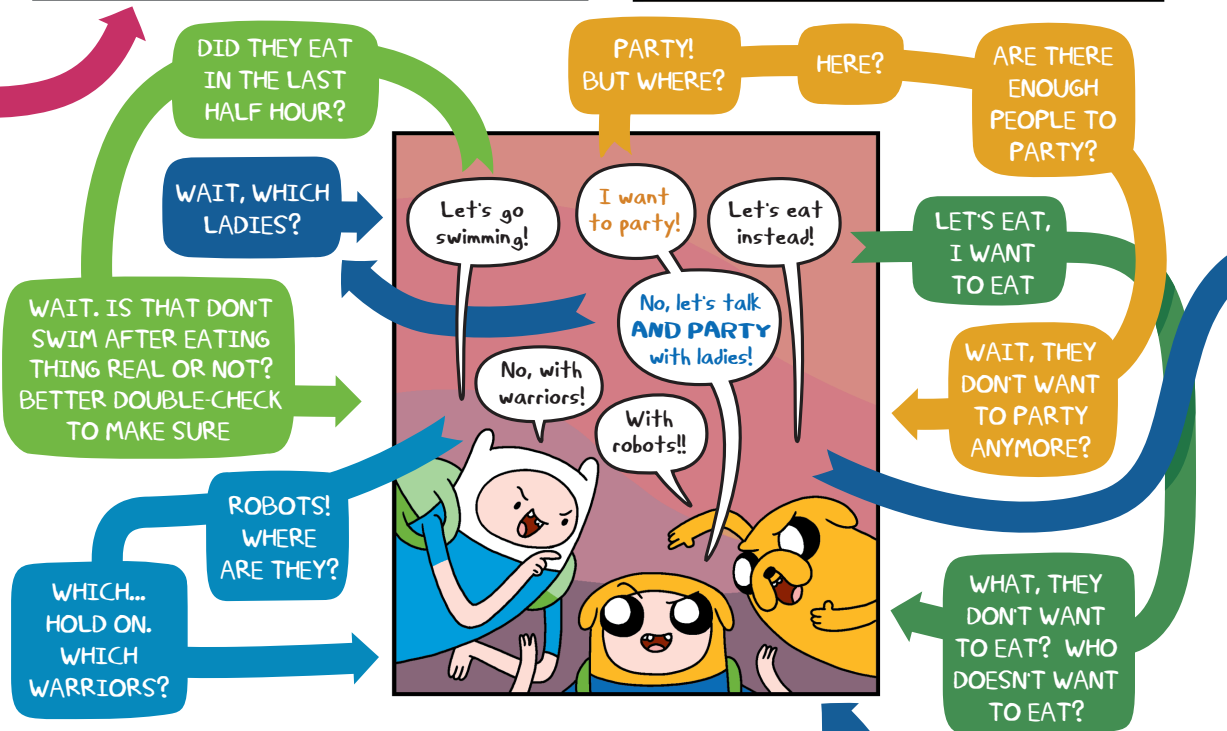 DID THEY EAT
IN THE LAST
HALF HOUR?
PARTY!
BUT WHERE?
HERE?
ARE THERE
ENOUGH
PEOPLE TO
PARTY?
WAIT, WHICH
LADIES?
Let's go
swimming!
I want
to party!
Let's eat
instead!
LET'S EAT,
I WANT
TO EAT
WAIT. IS THAT DON'T
SWIM AFTER EATING
THING REAL OR NOT?
BETTER DOUBLE-CHECK
TO MAKE SURE
No, let's talk
AND PARTY
with ladies!
No, with
warriors!
With
robots!!
WAIT, THEY
DON'T WANT
TO PARTY
ANYMORE?
ROBOTS!
WHERE
ARE THEY?
WHICH...
HOLD ON.
WHICH
WARRIORS?
WHAT, THEY
DON'T WANT
TO EAT? WHO
DOESN'T WANT
TO EAT?